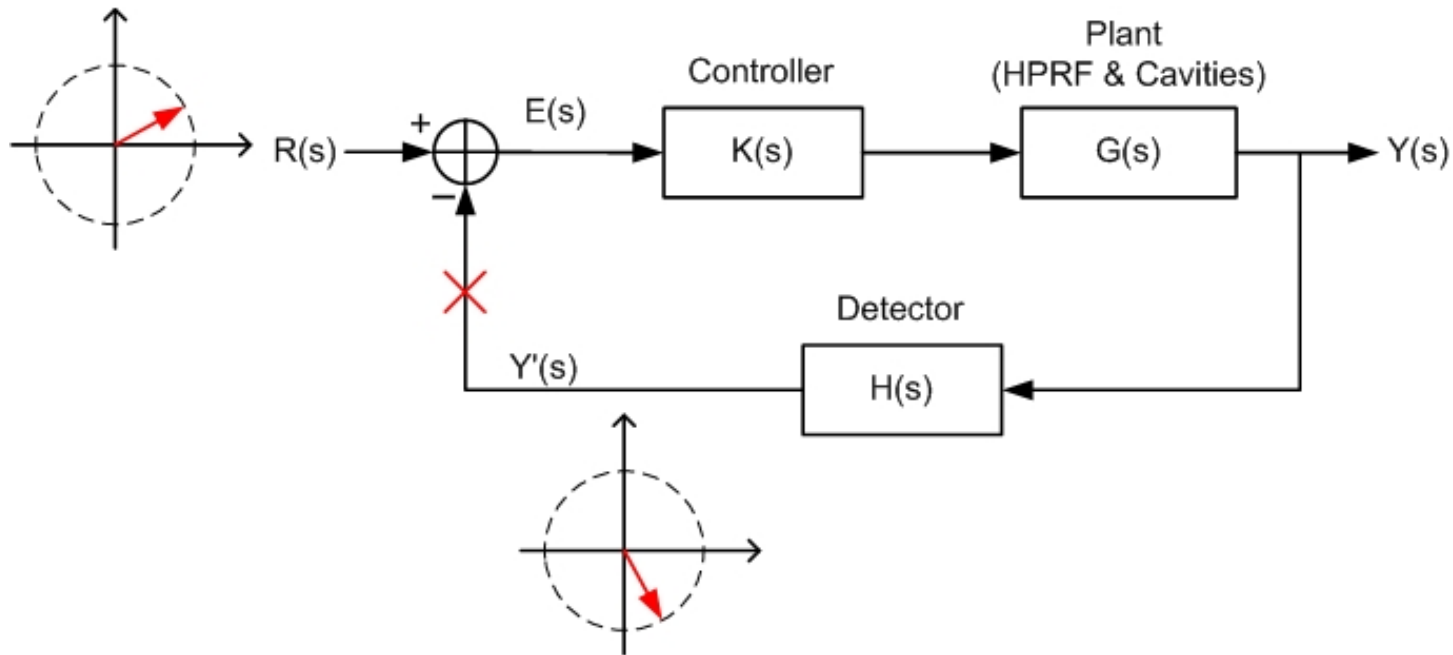 Plant
(HPRF & Cavities)
Controller
E(s)
+
R(s)
K(s)
G(s)
Y(s)
−
Detector
Y'(s)
H(s)